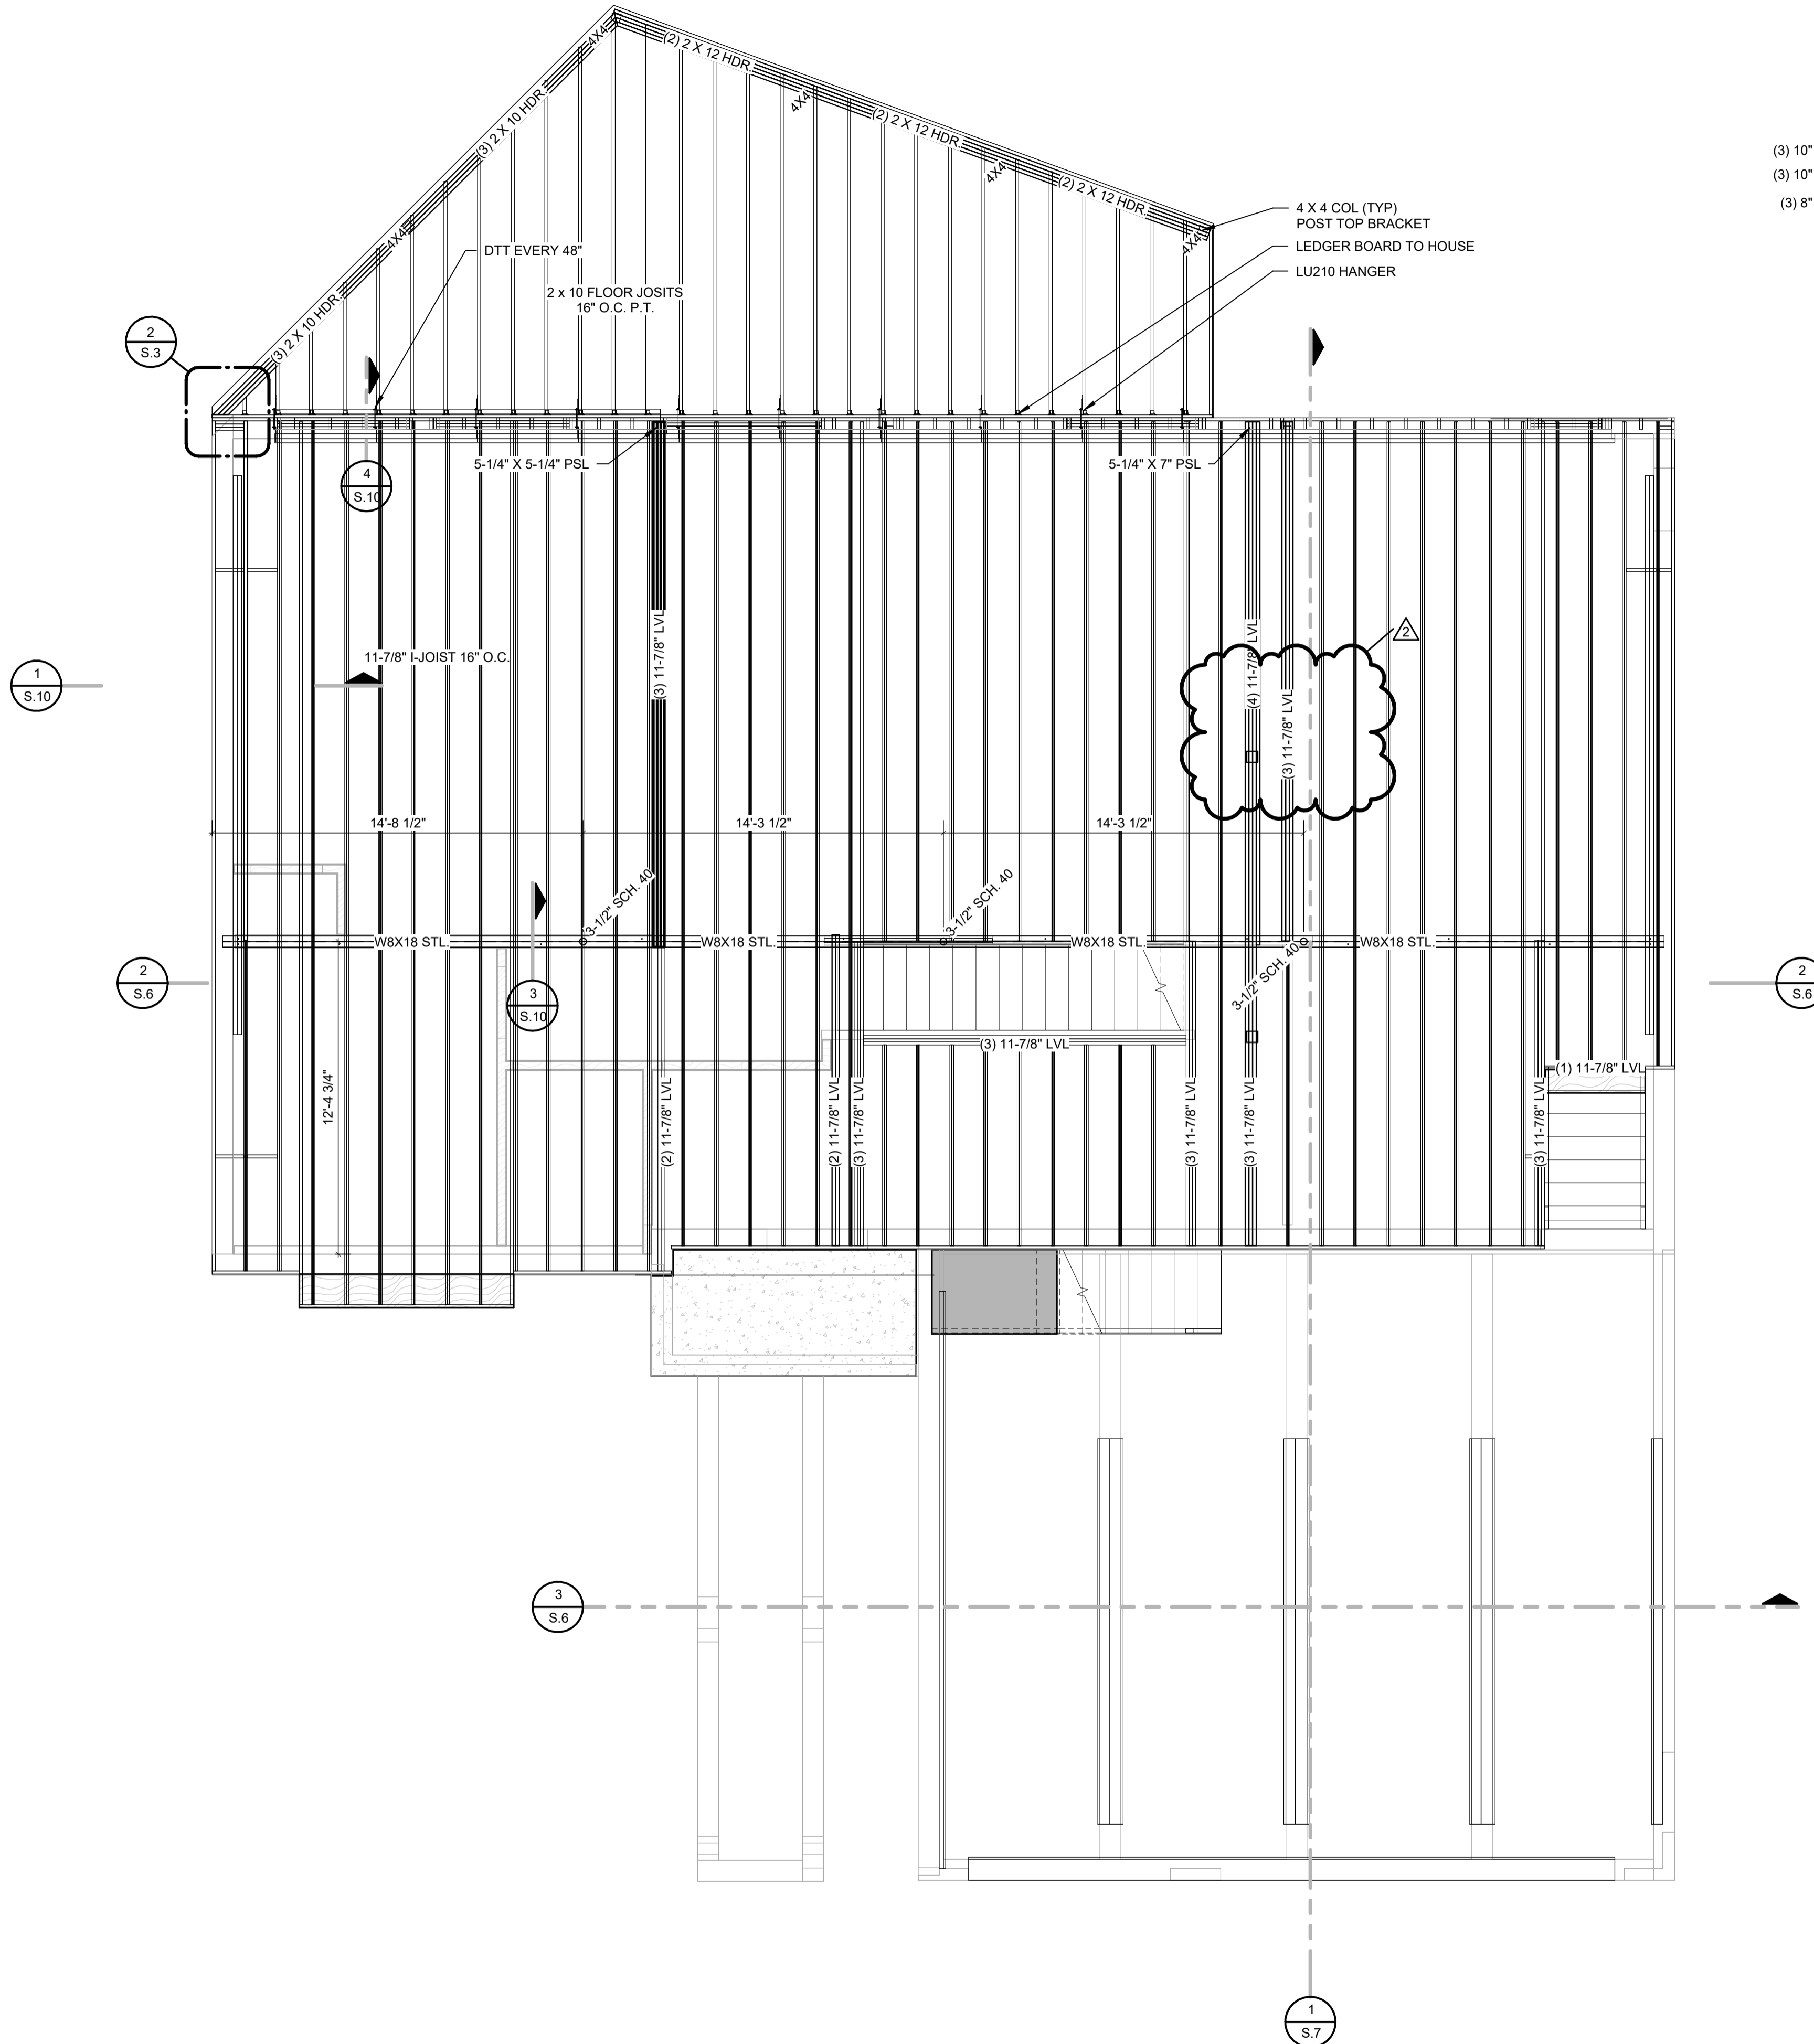 4X4
(2) 2 X 12 HDR.
(3) 10"
(3) 2 X 10 HDR.
4X4
(2) 2 X 12 HDR.
(3) 10"
4X4
(2) 2 X 12 HDR.
(3) 8"
4 X 4 COL (TYP)
POST TOP BRACKET
4X4
4X4
LEDGER BOARD TO HOUSE
DTT EVERY 48"
LU210 HANGER
2 x 10 FLOOR JOSITS
16" O.C. P.T.
(3) 2 X 10 HDR.
2
S.3
5-1/4" X 5-1/4" PSL
5-1/4" X 7" PSL
4
S.10
(3) 11-7/8" LVL
(4) 11-7/8" LVL
2
11-7/8" I-JOIST 16" O.C.
1
S.10
(3) 11-7/8" LVL
14'-8 1/2"
14'-3 1/2"
14'-3 1/2"
3-1/2" SCH. 40
3-1/2" SCH. 40
W8X18 STL.
W8X18 STL.
W8X18 STL.
W8X18 STL.
3-1/2" SCH. 40
2
S.6
2
S.6
3
S.10
(3) 11-7/8" LVL
(1) 11-7/8" LVL
12'-4 3/4"
(2) 11-7/8" LVL
(2) 11-7/8" LVL
(3) 11-7/8" LVL
(3) 11-7/8" LVL
(3) 11-7/8" LVL
(3) 11-7/8" LVL
3
S.6
1
S.7